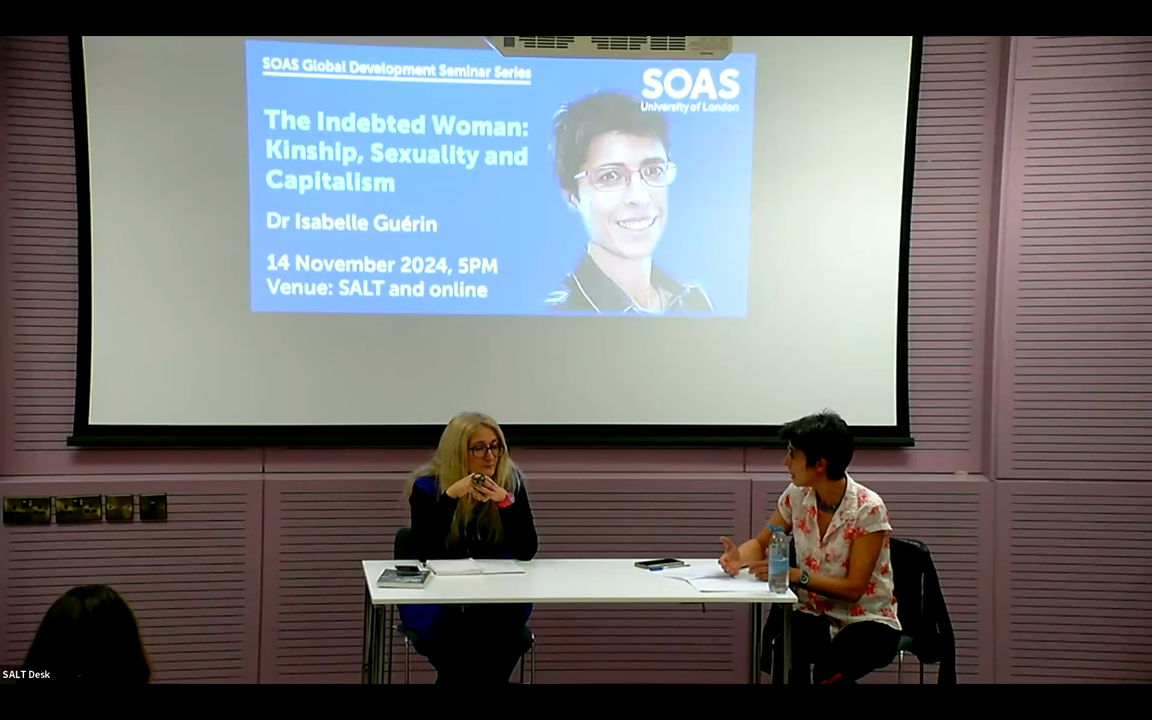 SOAS Global Development Seminar Series
SOAS
University of London
The Indebted Woman:
Kinship, Sexuality and
Capitalism
Dr Isabelle Guérin
14 November 2024, 5PM
Venue: SALT and online
SALT Desk